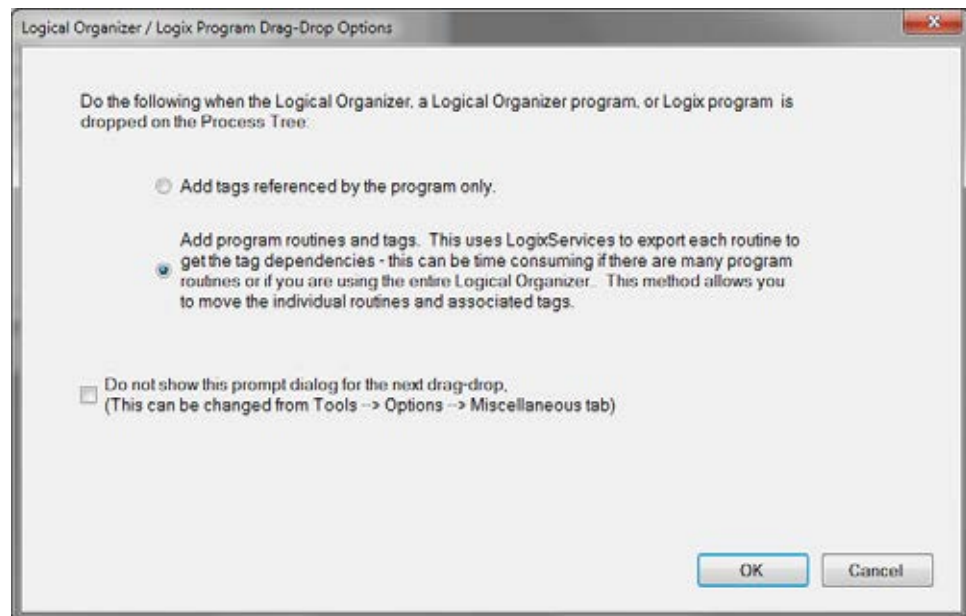 Logical Organizer / Logix Program Drag-Drop Options
Do the following when the Logical Organizer, a Logical Organizer program, or Logix program is
dropped on the Process Tree:
Add tags referenced by the program only.
Add program routines and tags. This uses LogixServices to export each routine to
get the tag dependencies - this can be time consuming if there are many program
routines or if you are using the entire Logical Organizer. This method allows you
to move the individual routines and associated tags.
Do not show this prompt dialog for the next drag-drop,
(This can be changed from Tools --> Options --> Miscellaneous tab)
OK
Cancel